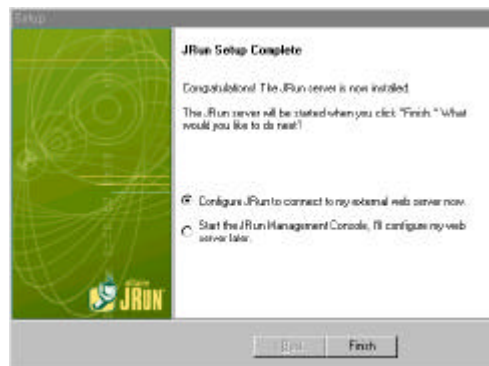 Setup
JRun Setup Complete
Congratulations! The JRun server is now installed.
The JRun server will be started when you click "Finish." What
would you like to do next?
Configure JRun to connect to my external web server now.
Start the JRun Management Console, I'll configure my web
server later.
JRUN
Finish